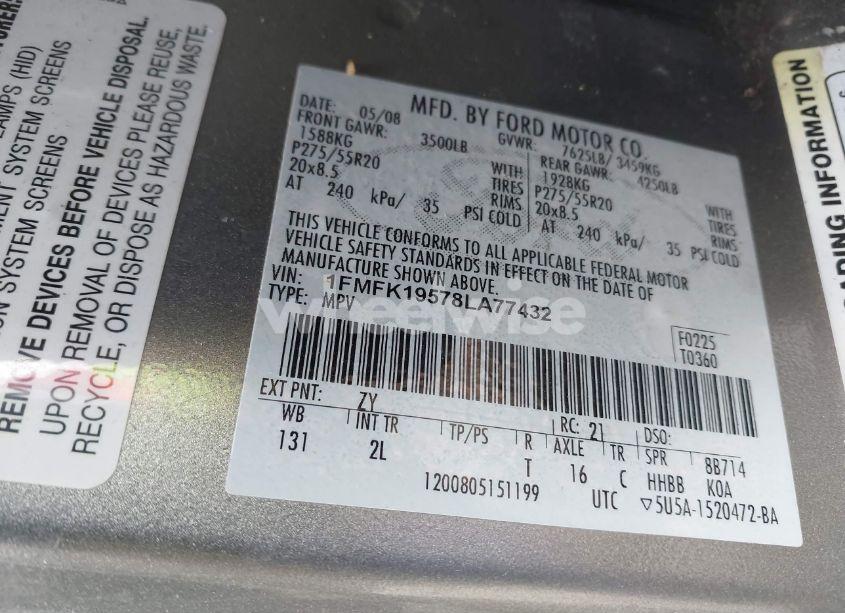 MENT SYSTEM SCREENS
ON SYSTEM SCREENS
REMOVE DEVICES BEFORE VEHICLE DISPOSAL.
UPON REMOVAL OF DEVICES PLEASE REUSE,
RECYCLE, OR DISPOSE AS HAZARDOUS WASTE.
MFD. BY FORD MOTOR CO.
DATE: 05/08 GVWR: 7625LB/ 3459KG
FRONT GAWR: 3500LB REAR GAWR: 4250LB
1588KG WITH 1928KG WITH
P275/55R20 TIRES P275/55R20 TIRES
20x8.5 RIMS 20x8.5 RIMS
AT 240 kPa/ 35 PSI COLD AT 240 kPa/ 35 PSI COLD
THIS VEHICLE CONFORMS TO ALL APPLICABLE FEDERAL MOTOR
VEHICLE SAFETY STANDARDS IN EFFECT ON THE DATE OF
MANUFACTURE SHOWN ABOVE.
VIN: 1FMFK19578LA77432
TYPE: MPV
F0225
T0360
EXT PNT: ZY RC: 21 DSO:
WB INT TR TP/PS R AXLE TR SPR 8B714
131 2L T 16 C HHBB KOA
1200805151199 UTC ▽5U5A-1520472-BA
ADING INFORMATION
wheelwise